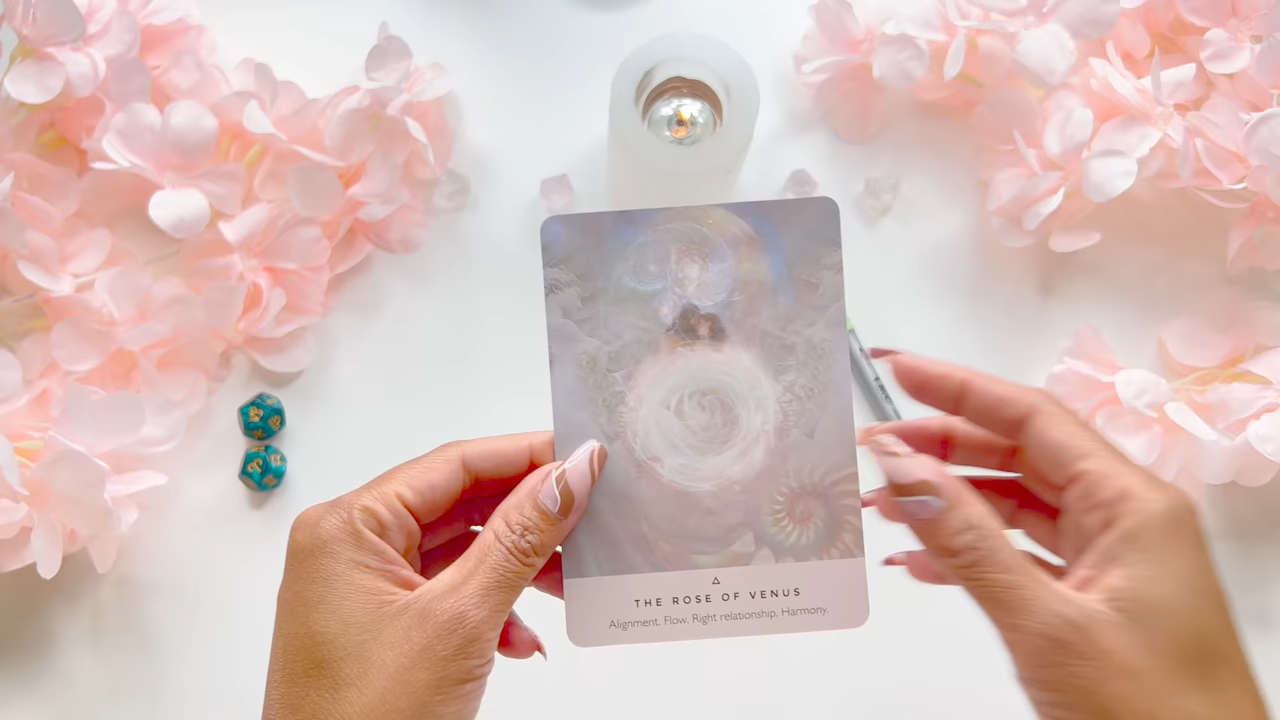 THE ROSE OF VENUS
Alignment. Flow. Right relationship. Harmony.